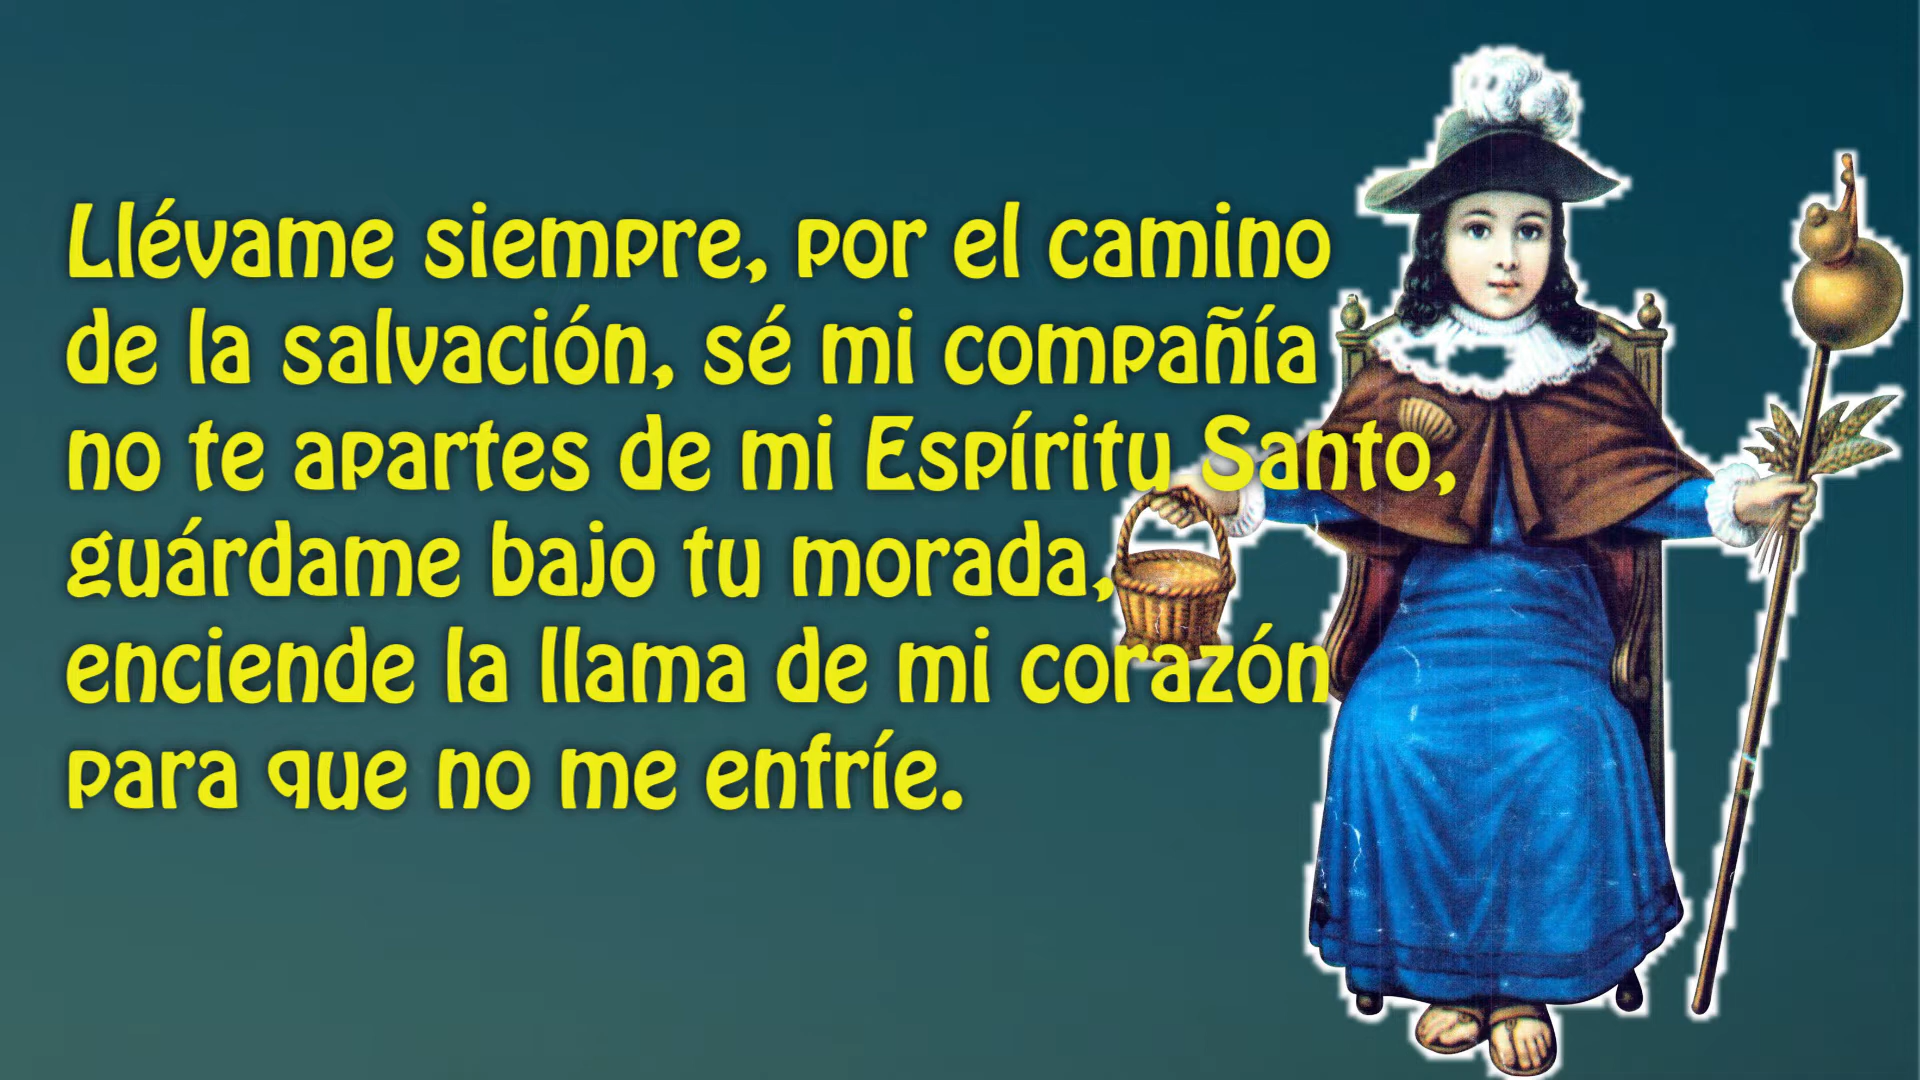 Llévame siempre, por el camino
de la salvación, sé mi compañía
no te apartes de mi Espíritu Santo,
guárdame bajo tu morada,
enciende la llama de mi corazón
para que no me enfríe.